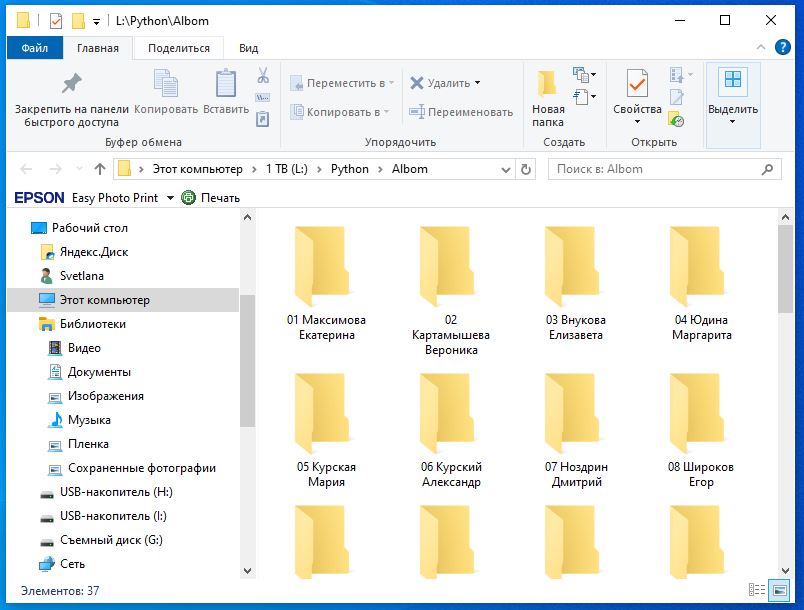 L:\Python\Albom
Файл Главная Поделиться Вид
Закрепить на панели
быстрого доступа
Копировать
Вставить
Буфер обмена
Переместить в
Копировать в
Удалить
Переименовать
Упорядочить
Новая
папка
Создать
Свойства
Открыть
Выделить
Этот компьютер > 1 ТВ (L:) > Python > Albom
Поиск в: Albom
EPSON Easy Photo Print Печать
Рабочий стол
Яндекс.Диск
Svetlana
Этот компьютер
Библиотеки
Видео
Документы
Изображения
Музыка
Пленка
Сохраненные фотографии
USB-накопитель (H:)
USB-накопитель (I:)
Съемный диск (G:)
Сеть
01 Максимова
Екатерина
02
Картамышева
Вероника
03 Внукова
Елизавета
04 Юдина
Маргарита
05 Курская
Мария
06 Курский
Александр
07 Ноздрин
Дмитрий
08 Широков
Егор
Элементов: 37